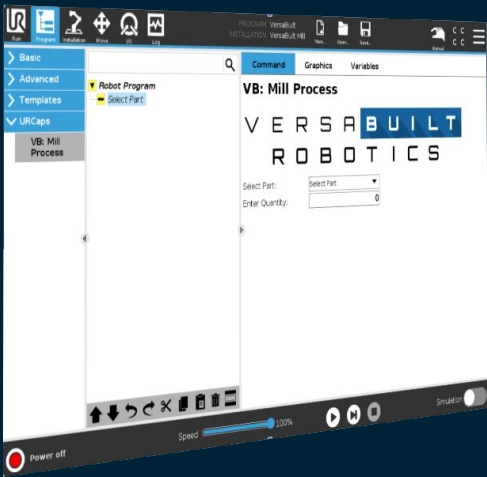 UR
PROGRAM VersaBuilt
INSTALLATION VersaBuilt Mill
Run Program Installation Move I/O Log New... Open... Save... Manual
C C
C C
Basic
Advanced
Templates
URCaps
VB: Mill
Process
Robot Program
Select Part
Command Graphics Variables
VB: Mill Process
VERSABUILT
ROBOTICS
Select Part: Select Part
Enter Quantity: 0
Power off
Speed 100%
Simulation